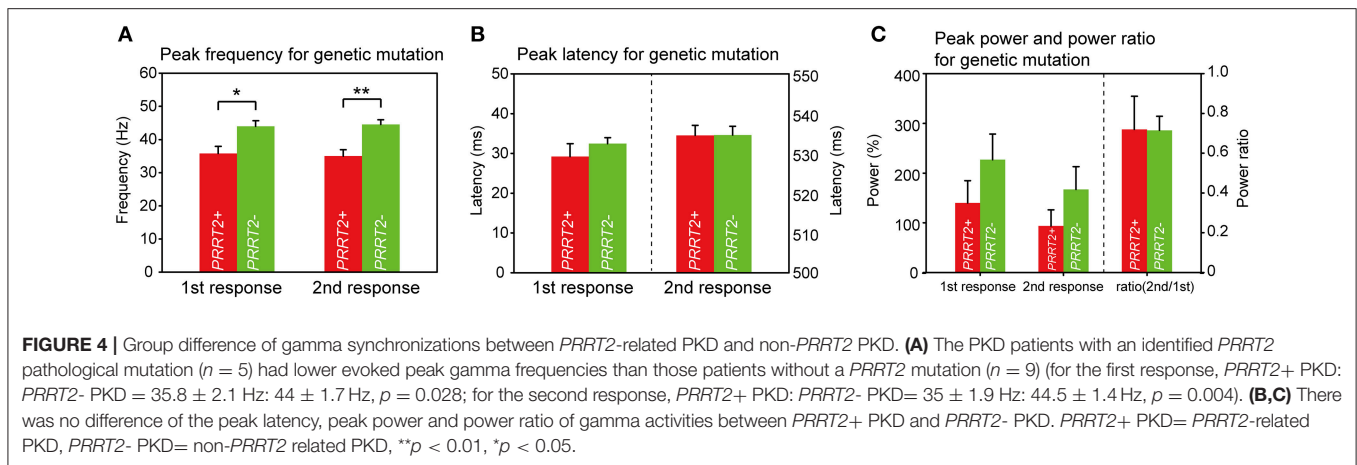 A
Peak frequency for genetic mutation
60
50
40
30
20
10
0
Frequency (Hz)
*
**
PRRT2+
PRRT2-
PRRT2+
PRRT2-
1st response
2nd response
B
Peak latency for genetic mutation
50
40
30
20
10
0
Latency (ms)
PRRT2+
PRRT2-
PRRT2+
PRRT2-
1st response
2nd response
550
540
530
520
510
500
Latency (ms)
C
Peak power and power ratio
for genetic mutation
400
300
200
100
0
Power (%)
PRRT2+
PRRT2-
PRRT2+
PRRT2-
PRRT2+
PRRT2-
1st response
2nd response
ratio(2nd/1st)
1.0
0.8
0.6
0.4
0.2
0
Power ratio
FIGURE 4 | Group difference of gamma synchronizations between PRRT2-related PKD and non-PRRT2 PKD. (A) The PKD patients with an identified PRRT2
pathological mutation (n = 5) had lower evoked peak gamma frequencies than those patients without a PRRT2 mutation (n = 9) (for the first response, PRRT2+ PKD:
PRRT2- PKD = 35.8 ± 2.1 Hz: 44 ± 1.7 Hz, p = 0.028; for the second response, PRRT2+ PKD: PRRT2- PKD= 35 ± 1.9 Hz: 44.5 ± 1.4 Hz, p = 0.004). (B,C) There
was no difference of the peak latency, peak power and power ratio of gamma activities between PRRT2+ PKD and PRRT2- PKD. PRRT2+ PKD= PRRT2-related
PKD, PRRT2- PKD= non-PRRT2 related PKD, **p < 0.01, *p < 0.05.